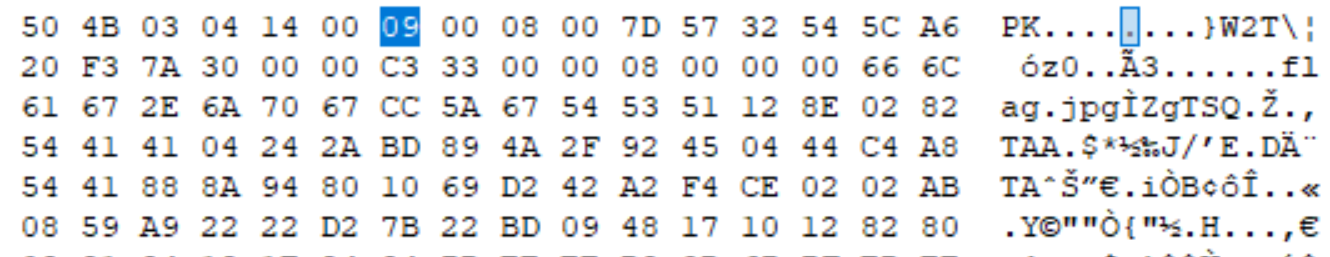 50 4B 03 04 14 00 09 00 08 00 7D 57 32 54 5C A6 PK..........}W2T\¦
20 F3 7A 30 00 00 C3 33 00 00 08 00 00 00 66 6C óz0..Ã3......fl
61 67 2E 6A 70 67 CC 5A 67 54 53 51 12 8E 02 82 ag.jpgÌZgTSQ.Ž.‚
54 41 41 04 24 2A BD 89 4A 2F 92 45 04 44 C4 A8 TAA.$*½‰J/’E.DÄ¨
54 41 88 8A 94 80 10 69 D2 42 A2 F4 CE 02 02 AB TAˆŠ”€.iÒB¢ôÎ..«
08 59 A9 22 22 D2 7B 22 BD 09 48 17 10 12 82 80 .Y©""Ò{"½.H...‚€